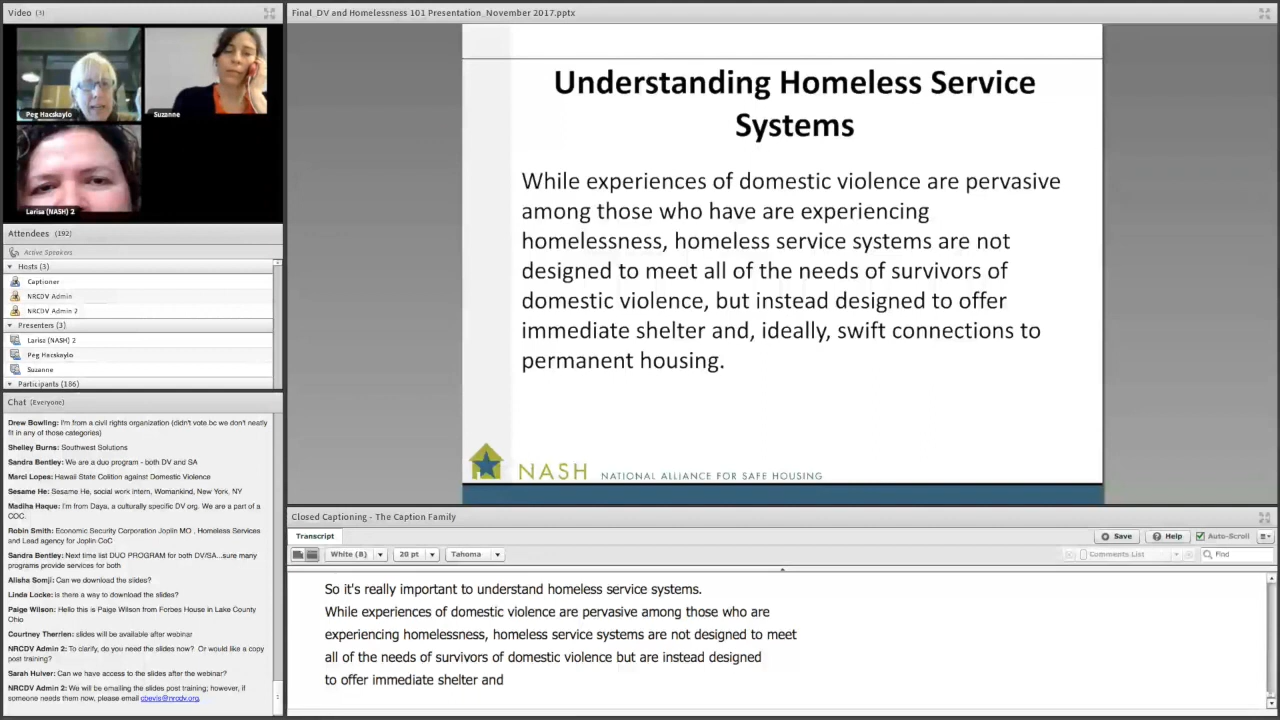 Video (3)
Peg Hacskaylo
Suzanne
Larisa (NASH) 2
Attendees (192)
Active Speakers
Hosts (3)
Captioner
NRCDV Admin
NRCDV Admin 2
Presenters (3)
Larisa (NASH) 2
Peg Hacskaylo
Suzanne
Participants (186)
Chat (Everyone)
Drew Bowling: I'm from a civil rights organization (didn't vote bc we don't neatly
fit in any of those categories)
Shelley Burns: Southwest Solutions
Sandra Bentley: We are a duo program - both DV and SA
Marci Lopes: Hawaii State Colition against Domestic Violence
Sesame He: Sesame He, social work intern, Womankind, New York, NY
Madiha Haque: I'm from Daya, a culturally specific DV org. We are a part of a
COC.
Robin Smith: Economic Security Corporation Joplin MO , Homeless Services
and Lead agency for Joplin CoC
Sandra Bentley: Next time list DUO PROGRAM for both DV/SA...sure many
programs provide services for both
Alisha Somji: Can we download the slides?
Linda Locke: is there a way to download the slides?
Paige Wilson: Hello this is Paige Wilson from Forbes House in Lake County
Ohio
Courtney Therrien: slides will be available after webinar
NRCDV Admin 2: To clarify, do you need the slides now? Or would like a copy
post training?
Sarah Huiver: Can we have access to the slides after the webinar?
NRCDV Admin 2: We will be emailing the slides post training; however, if
someone needs them now, please email cbevis@nrcdv.org.
Final_DV and Homelessness 101 Presentation_November 2017.pptx
Understanding Homeless Service
Systems
While experiences of domestic violence are pervasive
among those who have are experiencing
homelessness, homeless service systems are not
designed to meet all of the needs of survivors of
domestic violence, but instead designed to offer
immediate shelter and, ideally, swift connections to
permanent housing.
NASH NATIONAL ALLIANCE FOR SAFE HOUSING
Closed Captioning - The Caption Family
Transcript
Save
Help
Auto-Scroll
White (B)
20 pt
Tahoma
Comments List
Find
So it's really important to understand homeless service systems.
While experiences of domestic violence are pervasive among those who are
experiencing homelessness, homeless service systems are not designed to meet
all of the needs of survivors of domestic violence but are instead designed
to offer immediate shelter and